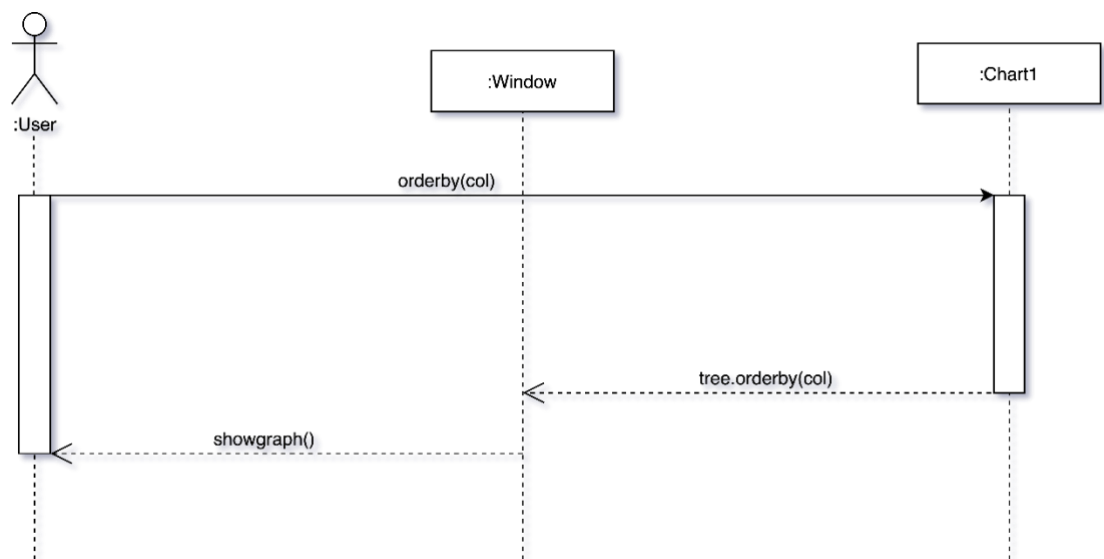 :User
:Window
:Chart1
orderby(col)
tree.orderby(col)
showgraph()